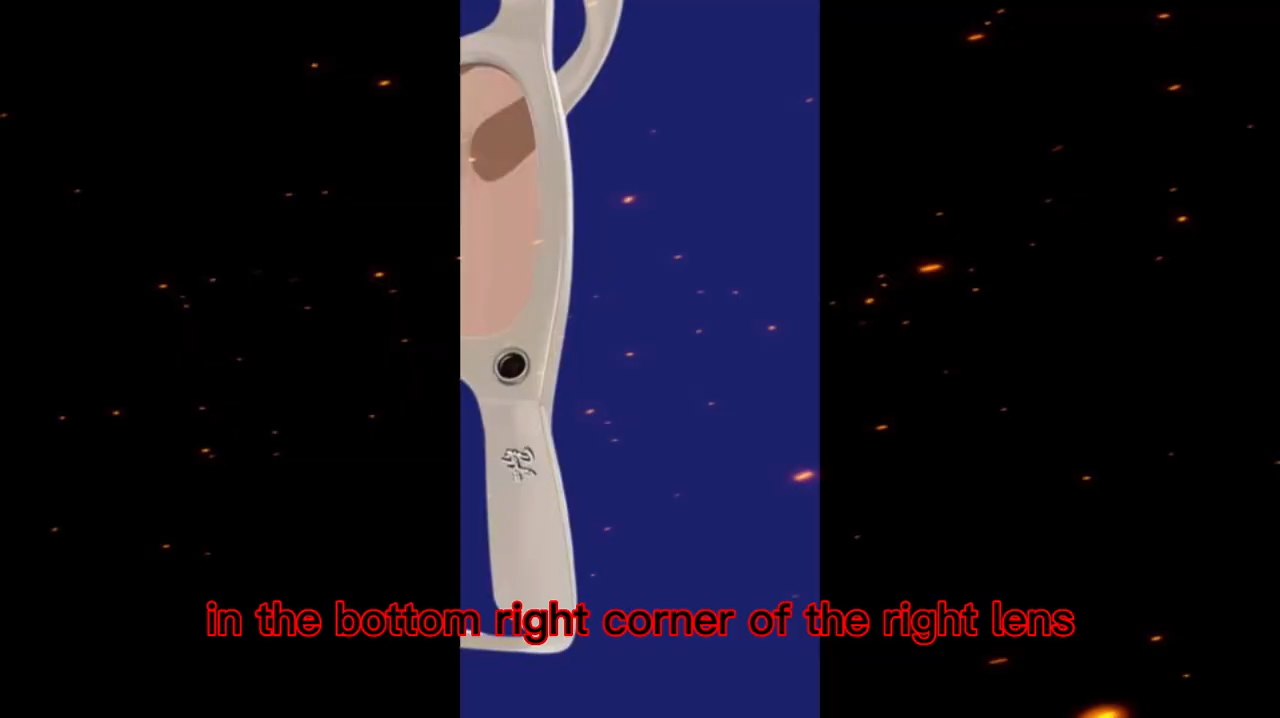 in the bottom right corner of the right lens